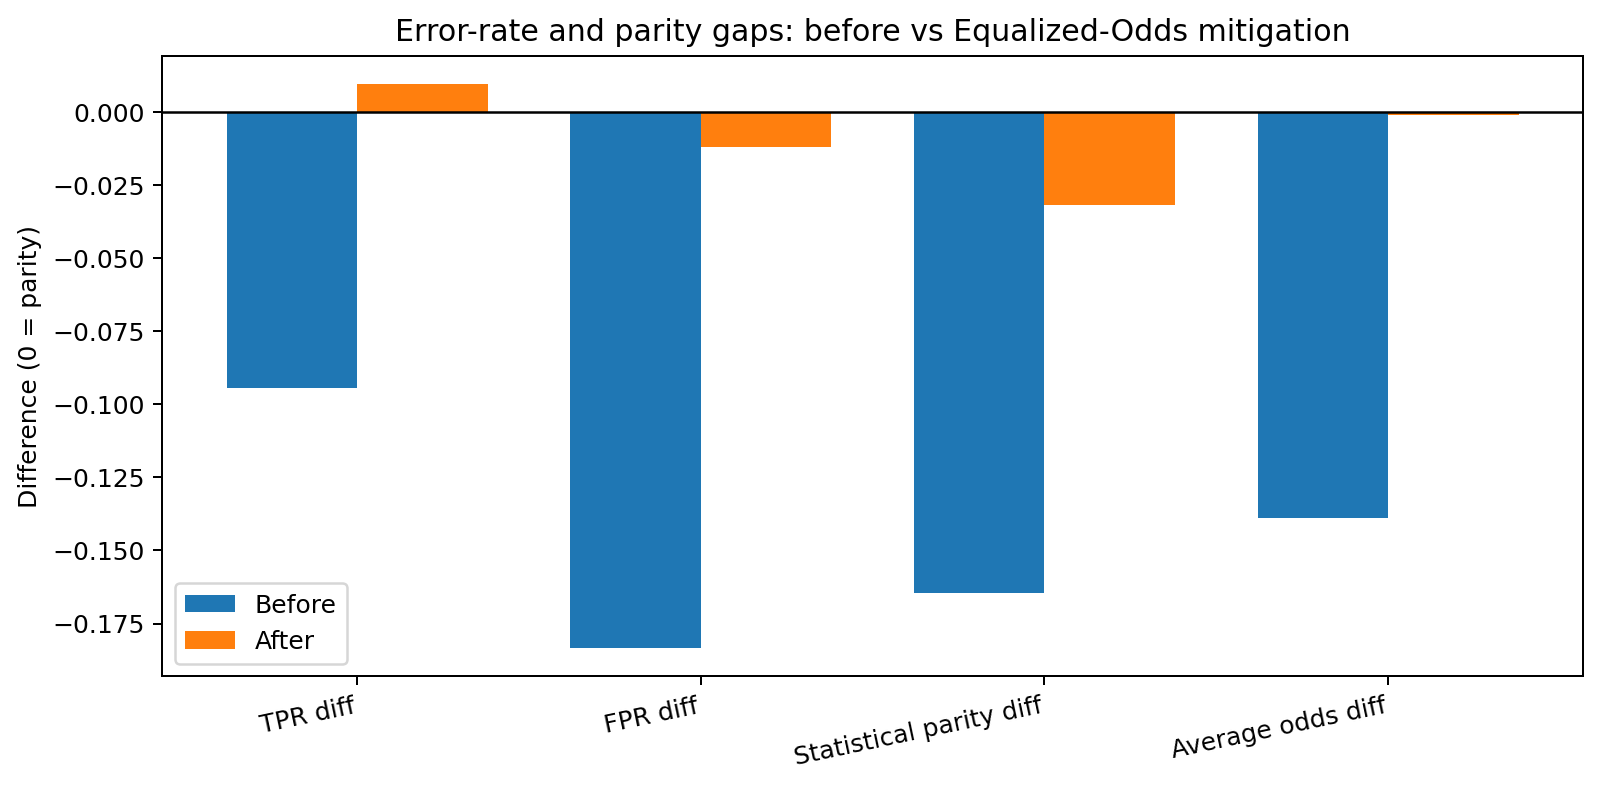 Error-rate and parity gaps: before vs Equalized-Odds mitigation
Difference (0 = parity)
0.000
−0.025
−0.050
−0.075
−0.100
−0.125
−0.150
−0.175
Before
After
TPR diff
FPR diff
Statistical parity diff
Average odds diff